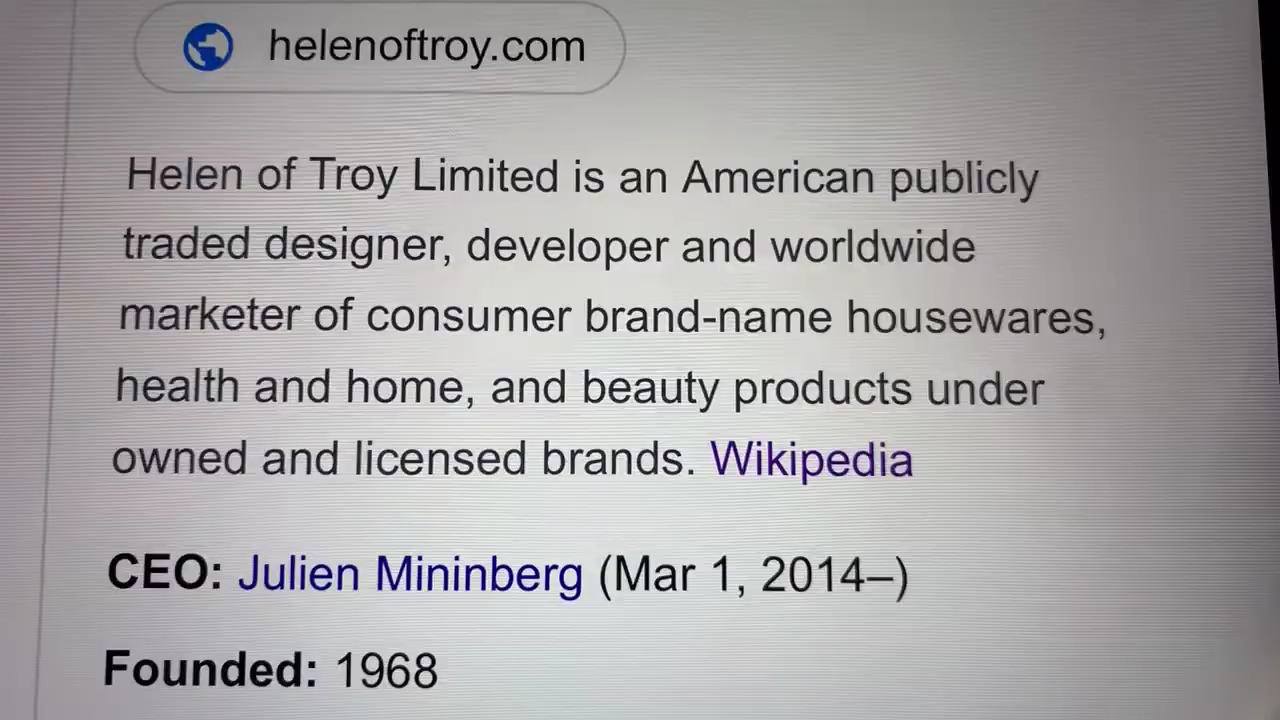 helenoftroy.com
Helen of Troy Limited is an American publicly
traded designer, developer and worldwide
marketer of consumer brand-name housewares,
health and home, and beauty products under
owned and licensed brands. Wikipedia
CEO: Julien Mininberg (Mar 1, 2014–)
Founded: 1968